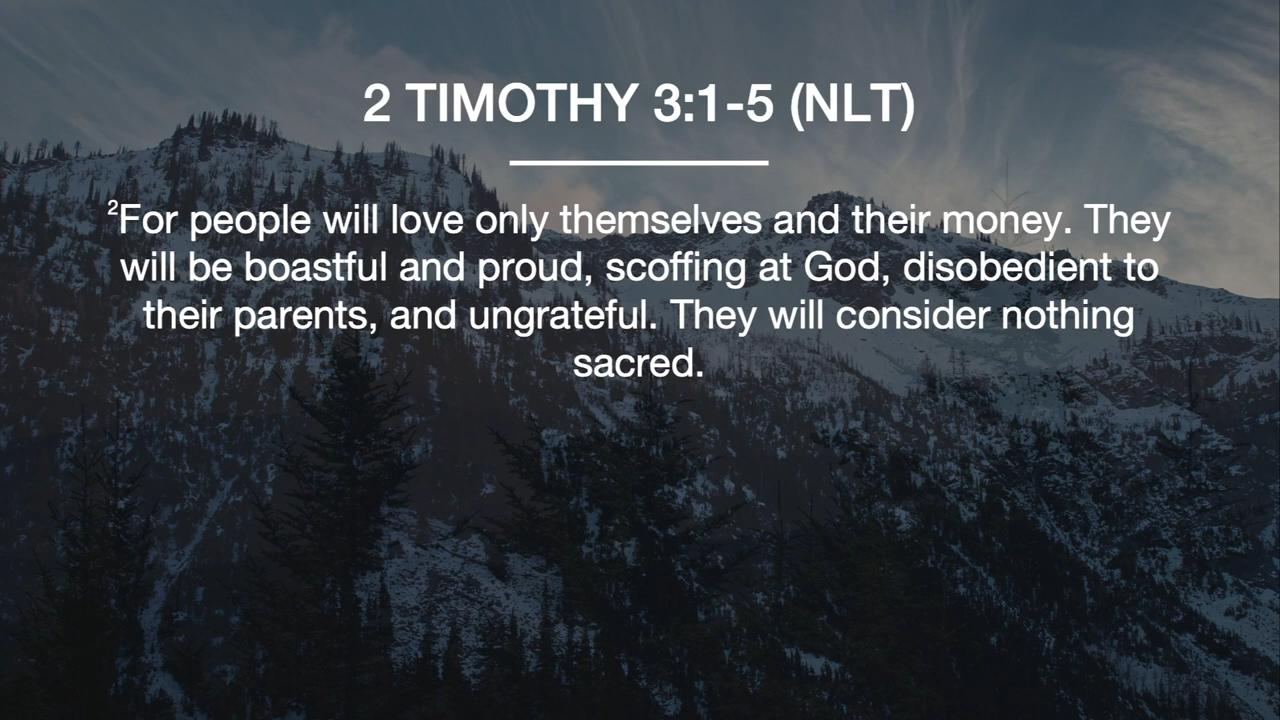 2 TIMOTHY 3:1-5 (NLT)
²For people will love only themselves and their money. They
will be boastful and proud, scoffing at God, disobedient to
their parents, and ungrateful. They will consider nothing
sacred.